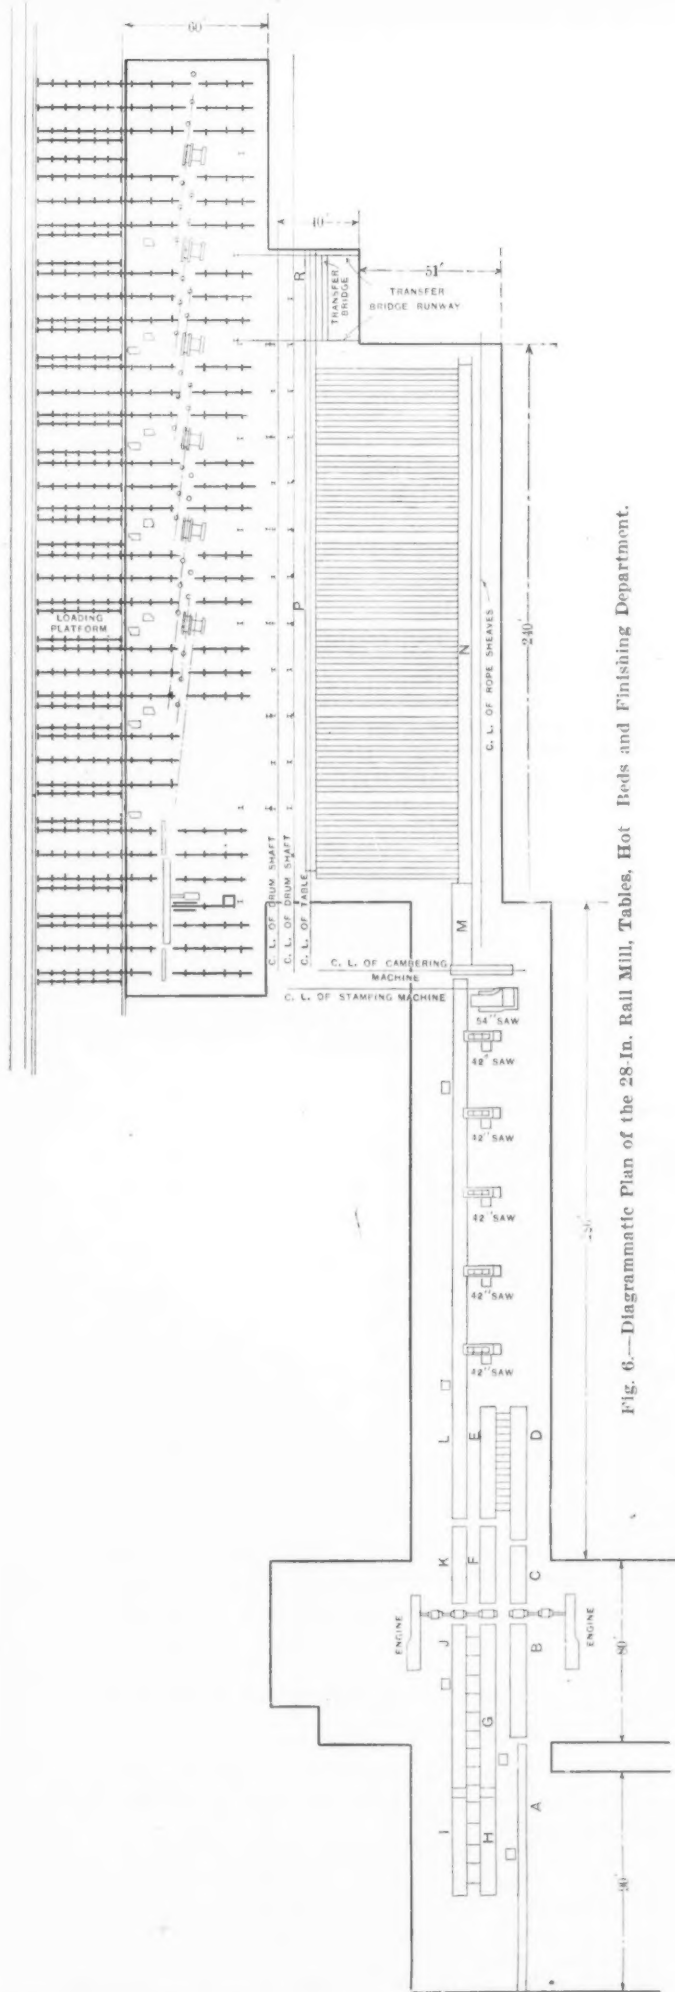 60'
LOADING
PLATFORM
A
40'
R
TRANSFER
BRIDGE
TRANSFER
BRIDGE RUNWAY
51'
P
N
C. L. OF ROPE SHEAVES
240'
C. L. OF DRUM SHAFT
C. L. OF DRUM SHAFT
C. L. OF TABLE
C. L. OF CAMBERING
MACHINE
C. L. OF STAMPING MACHINE
M
54" SAW
42" SAW
42" SAW
42" SAW
42" SAW
42" SAW
L
E
D
K
F
C
ENGINE
ENGINE
J
G
B
80'
I
H
A
90'
Fig. 6.—Diagrammatic Plan of the 28-In. Rail Mill, Tables, Hot Beds and Finishing Department.